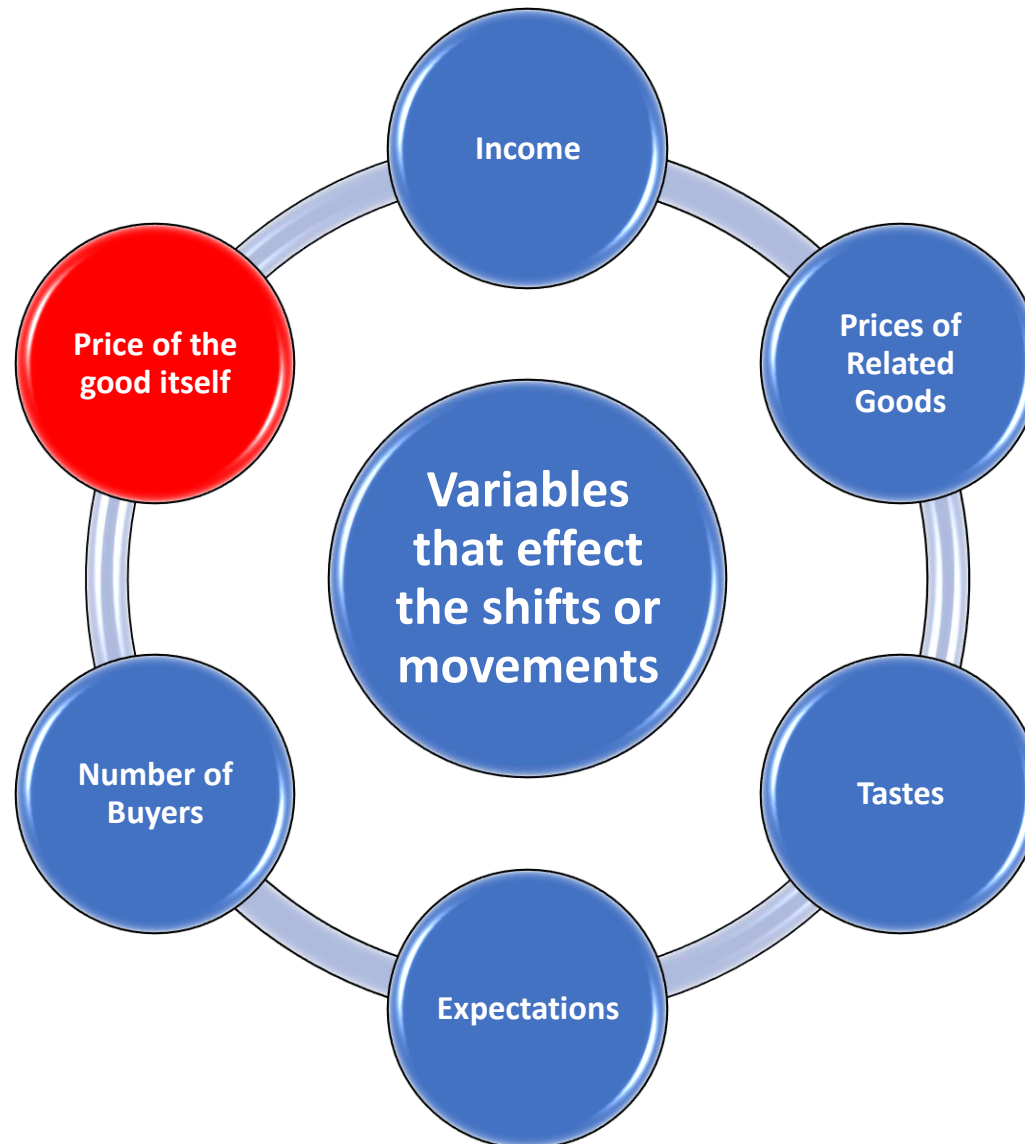 Income
Prices of
Related
Goods
Tastes
Expectations
Number of
Buyers
Price of the
good itself
Variables
that effect
the shifts or
movements